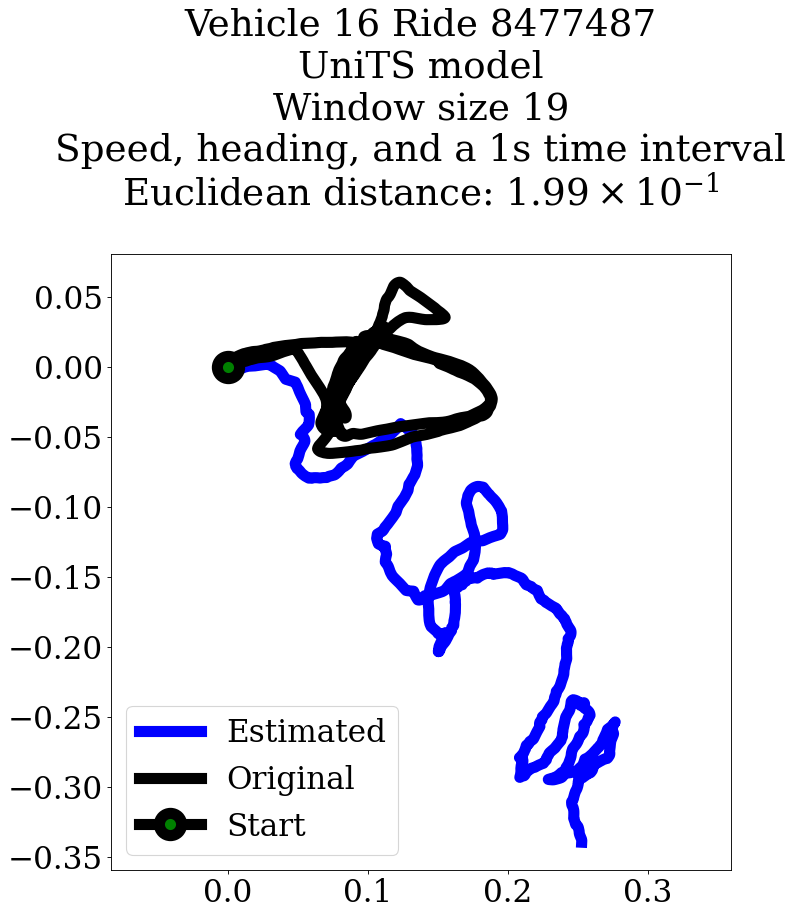 Vehicle 16 Ride 8477487
UniTS model
Window size 19
Speed, heading, and a 1s time interval
Euclidean distance: 1.99 × 10⁻¹
0.05
0.00
−0.05
−0.10
−0.15
−0.20
−0.25
−0.30
−0.35
Estimated
Original
Start
0.0 0.1 0.2 0.3